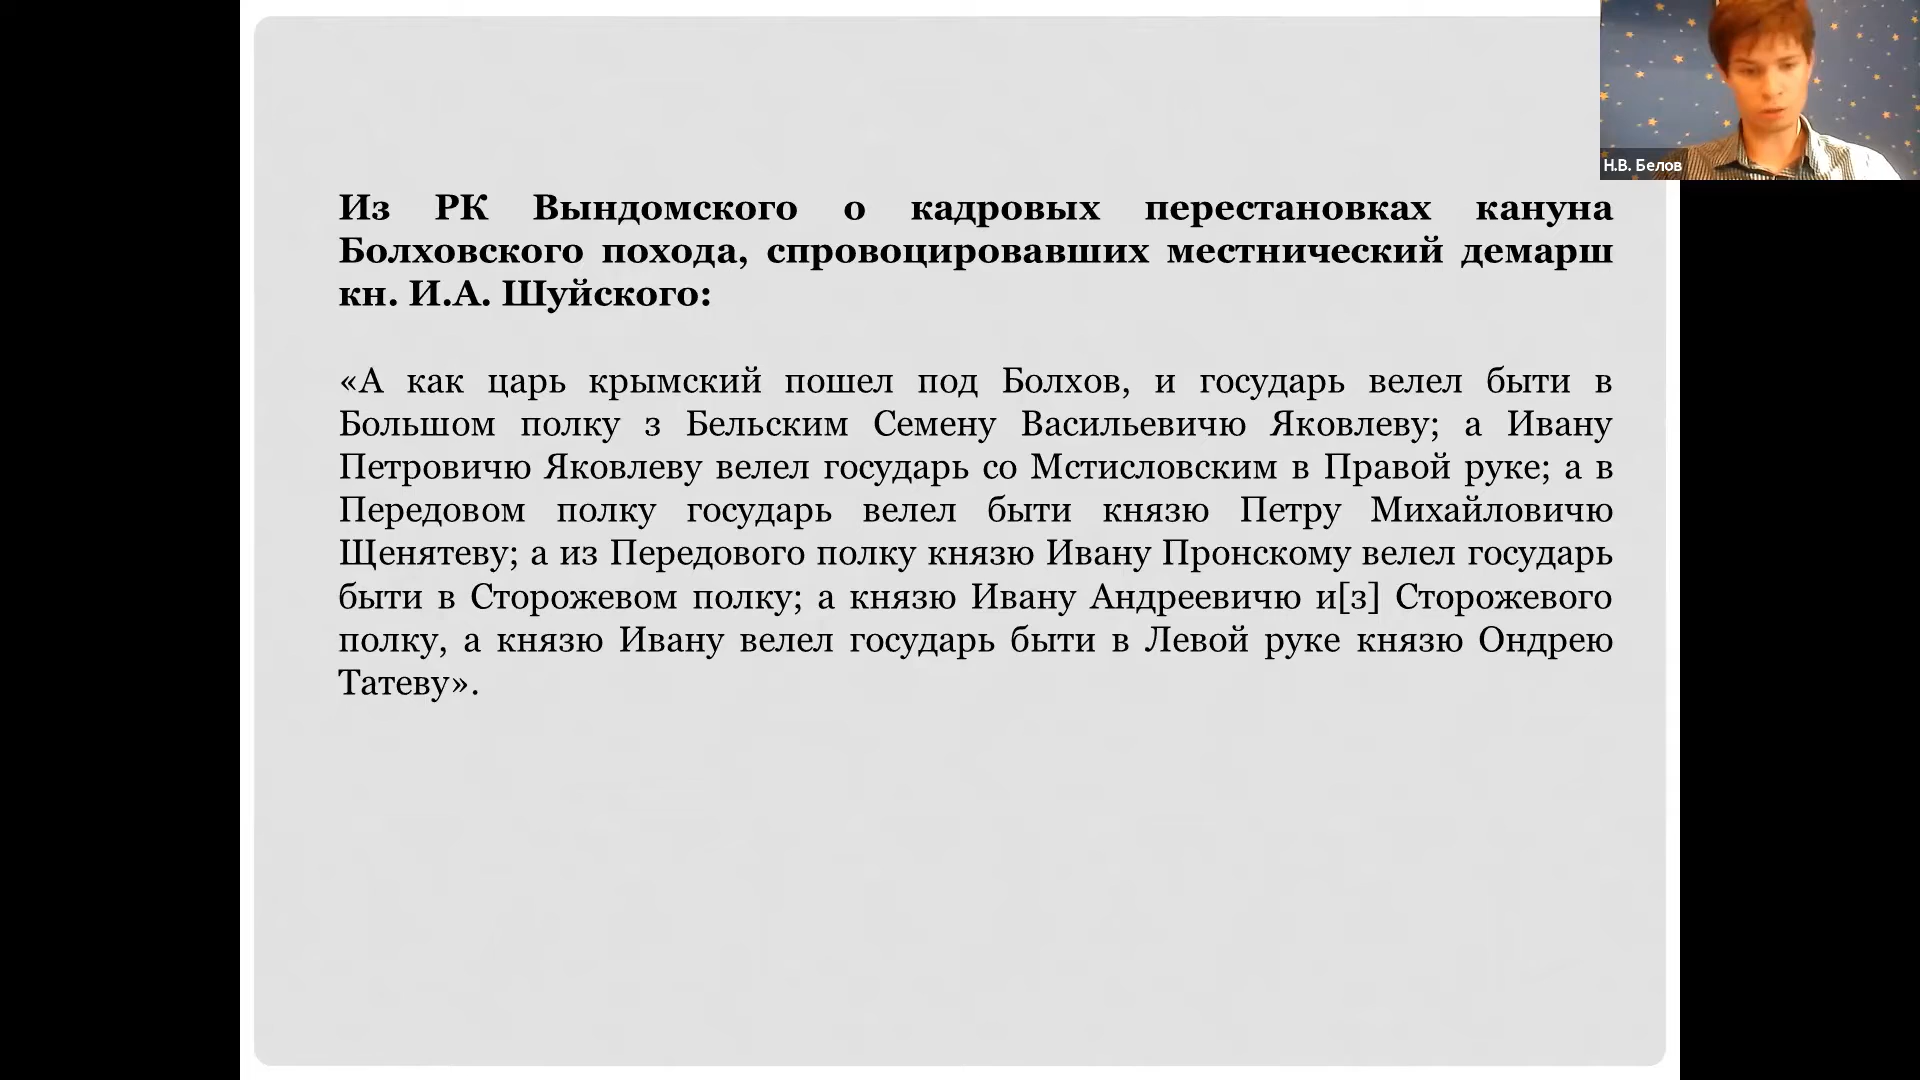 Н.В. Белов
Из РК Вындомского о кадровых перестановках кануна
Болховского похода, спровоцировавших местнический демарш
кн. И.А. Шуйского:
«А как царь крымский пошел под Болхов, и государь велел быти в
Большом полку з Бельским Семену Васильевичю Яковлеву; а Ивану
Петровичю Яковлеву велел государь со Мстисловским в Правой руке; а в
Передовом полку государь велел быти князю Петру Михайловичю
Щенятеву; а из Передового полку князю Ивану Пронскому велел государь
быти в Сторожевом полку; а князю Ивану Андреевичю и[з] Сторожевого
полку, а князю Ивану велел государь быти в Левой руке князю Ондрею
Татеву».